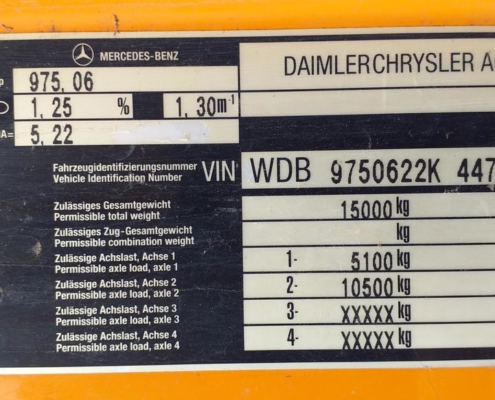 MERCEDES-BENZ
DAIMLERCHRYSLER A
p 975,06
1,25 % 1,30m-1
A= 5,22
Fahrzeugidentifizierungsnummer
Vehicle Identification Number
VIN WDB 9750622K 447
Zulässiges Gesamtgewicht
Permissible total weight
15000 kg
Zulässiges Zug-Gesamtgewicht
Permissible combination weight
kg
Zulässige Achslast, Achse 1
Permissible axle load, axle 1
1- 5100 kg
Zulässige Achslast, Achse 2
Permissible axle load, axle 2
2- 10500 kg
Zulässige Achslast, Achse 3
Permissible axle load, axle 3
3- XXXXX kg
Zulässige Achslast, Achse 4
Permissible axle load, axle 4
4- XXXXX kg